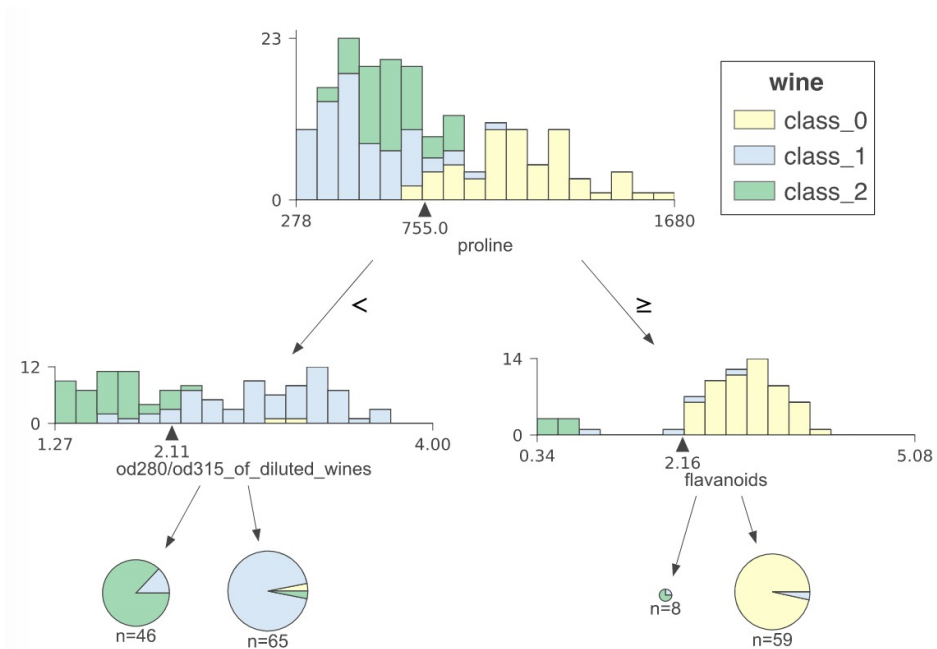 23
0
278
755.0
1680
proline
wine
class_0
class_1
class_2
<
≥
12
0
1.27
2.11
4.00
od280/od315_of_diluted_wines
14
0
0.34
2.16
5.08
flavanoids
n=46
n=65
n=8
n=59